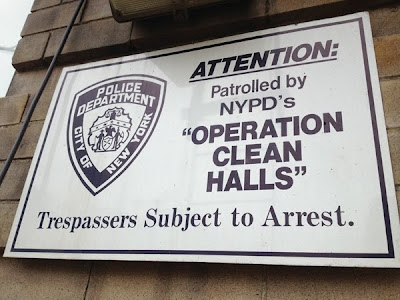 ATTENTION:
Patrolled by
NYPD's
"OPERATION
CLEAN
HALLS"
POLICE
DEPARTMENT
CITY OF
NEW YORK
Trespassers Subject to Arrest.